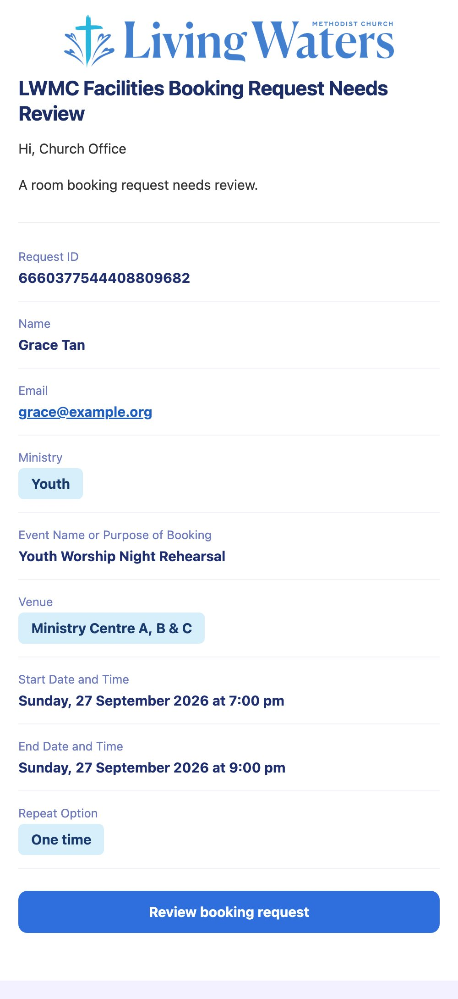 Living Waters
METHODIST CHURCH
LWMC Facilities Booking Request Needs
Review
Hi, Church Office
A room booking request needs review.
Request ID
6660377544408809682
Name
Grace Tan
Email
grace@example.org
Ministry
Youth
Event Name or Purpose of Booking
Youth Worship Night Rehearsal
Venue
Ministry Centre A, B & C
Start Date and Time
Sunday, 27 September 2026 at 7:00 pm
End Date and Time
Sunday, 27 September 2026 at 9:00 pm
Repeat Option
One time
Review booking request